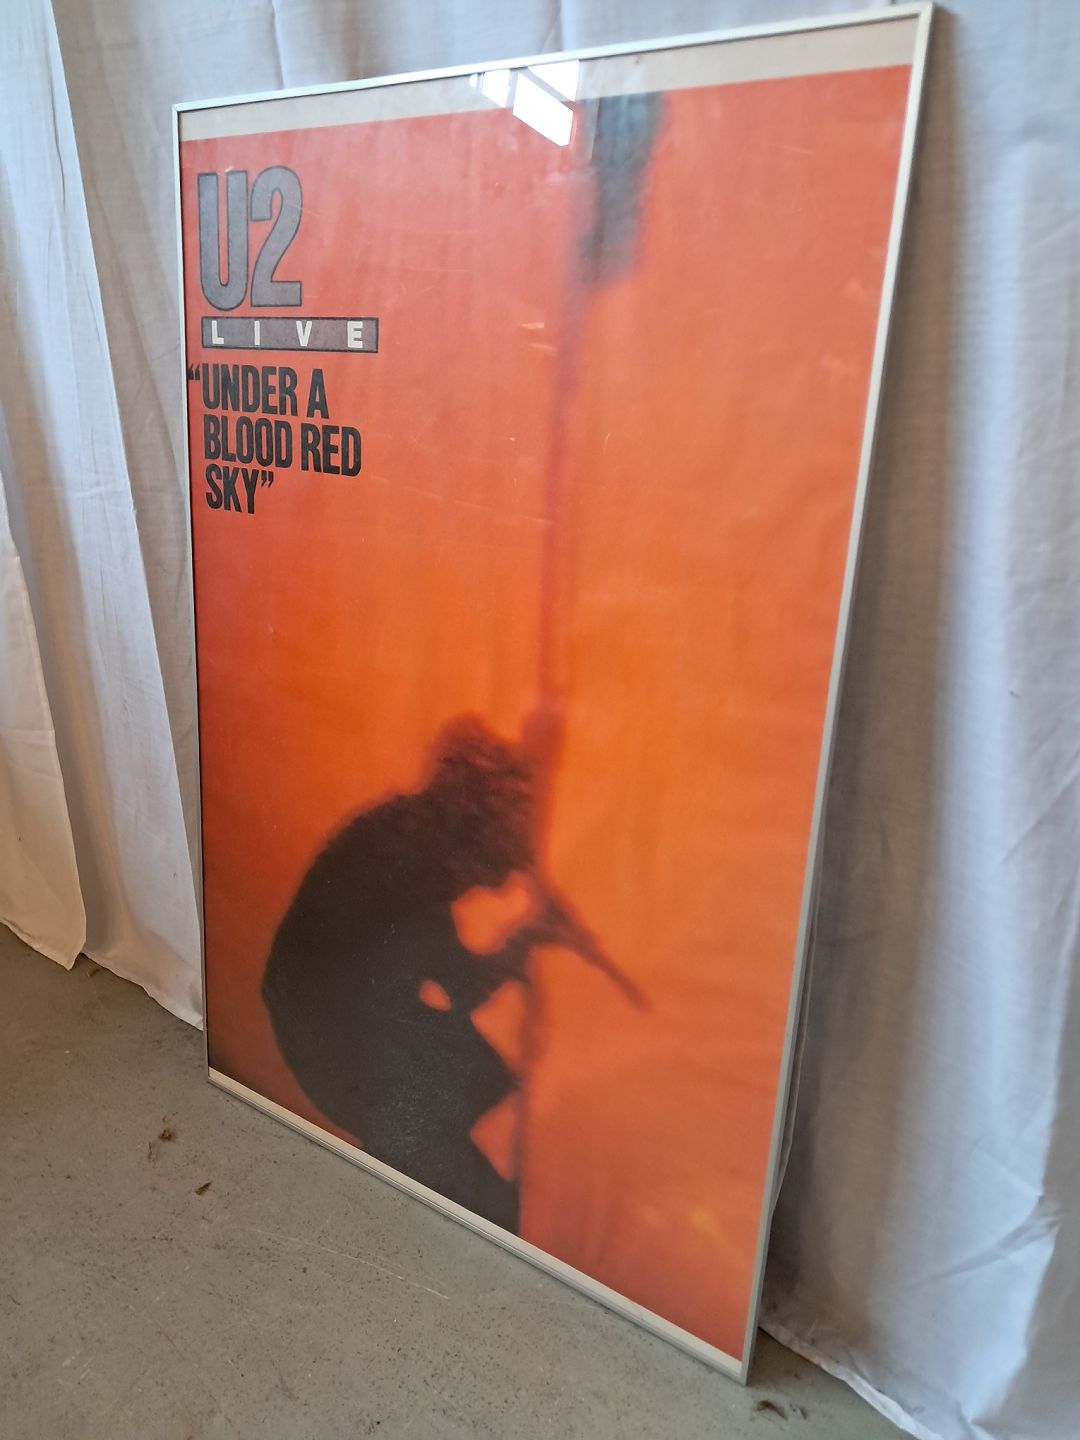 U2
LIVE
“UNDER A
BLOOD RED
SKY”